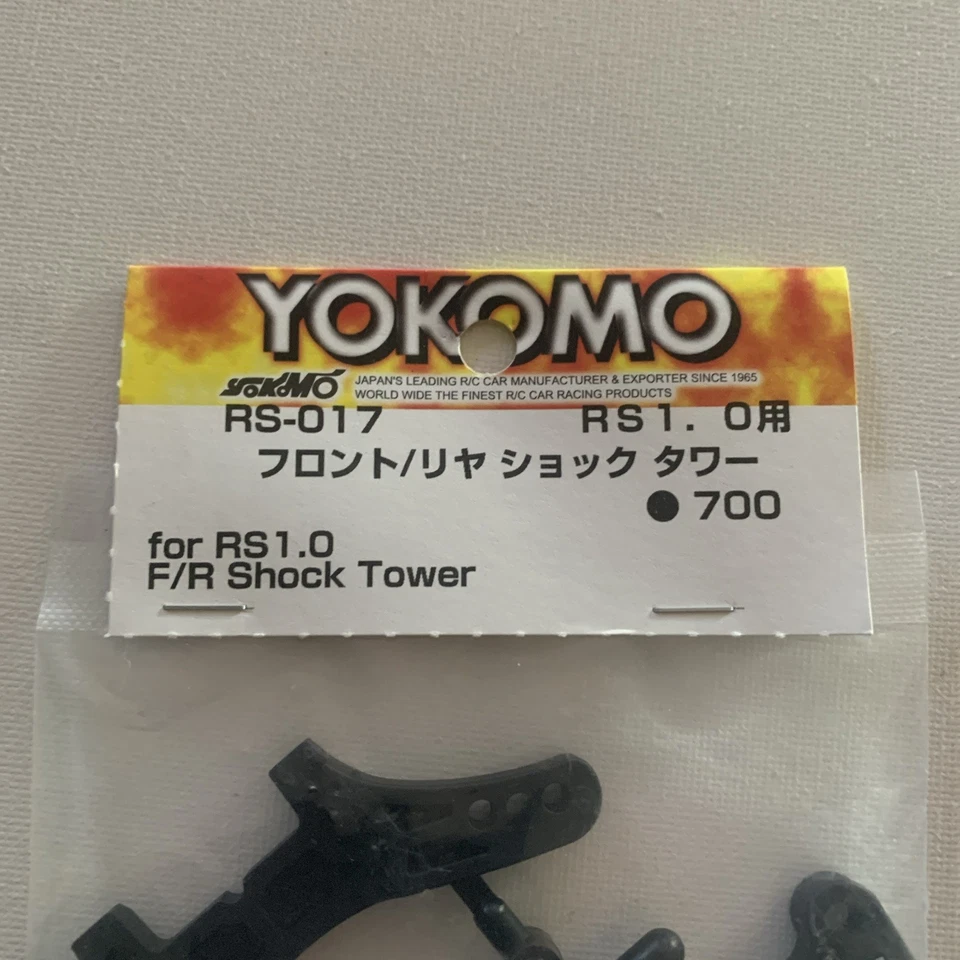 YOKOMO
YOKOMO JAPAN'S LEADING R/C CAR MANUFACTURER & EXPORTER SINCE 1965
WORLD WIDE THE FINEST R/C CAR RACING PRODUCTS
RS-017 RS1. 0用
フロント/リヤ ショック タワー
● 700
for RS1.0
F/R Shock Tower